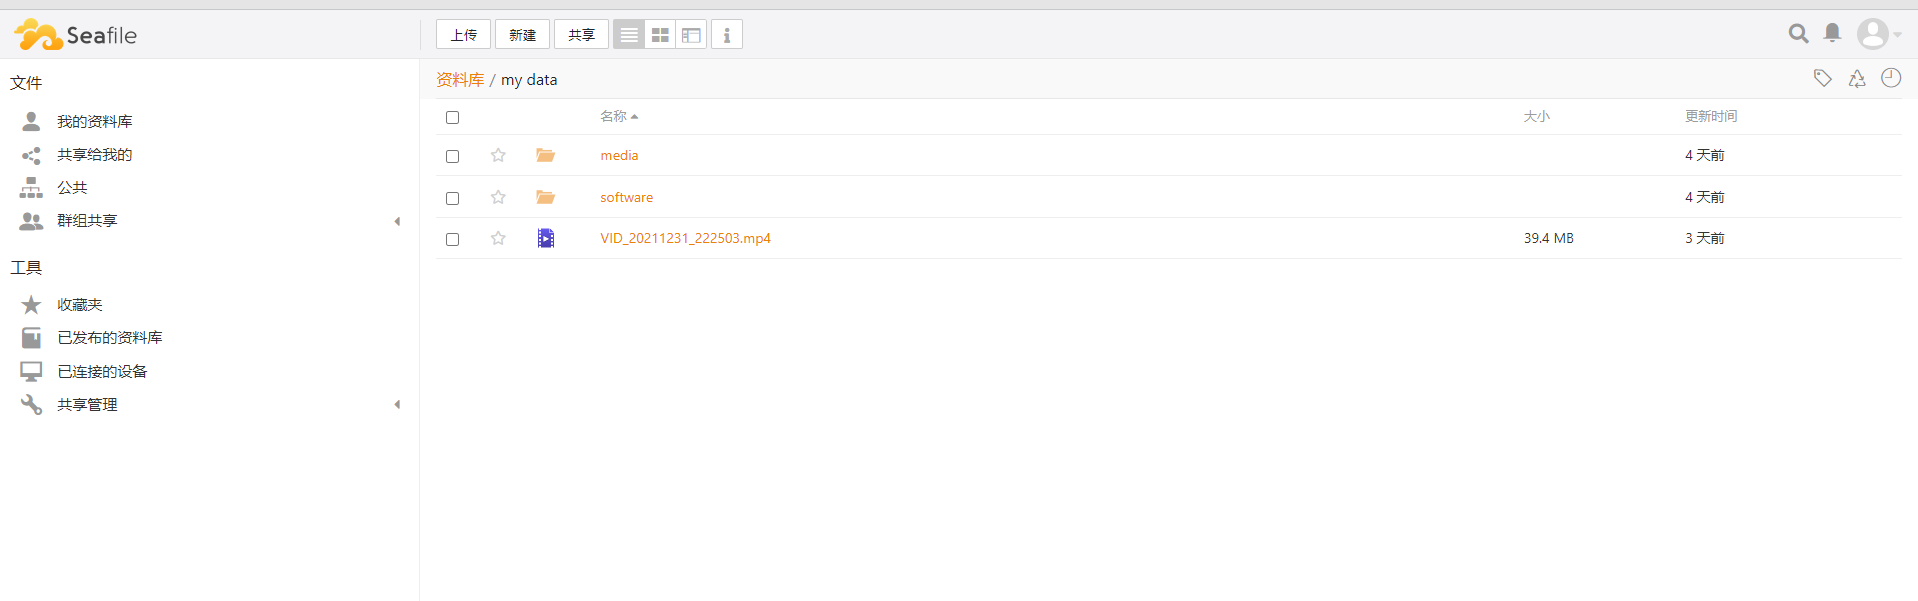 Seafile
上传 新建 共享
文件
我的资料库
共享给我的
公共
群组共享
工具
收藏夹
已发布的资料库
已连接的设备
共享管理
资料库 / my data
名称 大小 更新时间
media 4 天前
software 4 天前
VID_20211231_222503.mp4 39.4 MB 3 天前